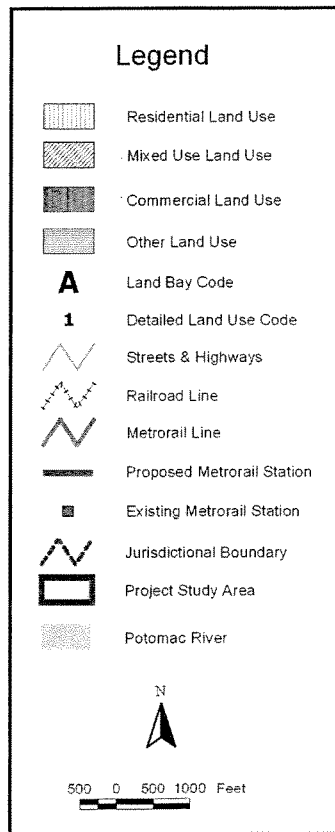 Legend
Residential Land Use
Mixed Use Land Use
Commercial Land Use
Other Land Use
A Land Bay Code
1 Detailed Land Use Code
Streets & Highways
Railroad Line
Metrorail Line
Proposed Metrorail Station
Existing Metrorail Station
Jurisdictional Boundary
Project Study Area
Potomac River
N
500 0 500 1000 Feet